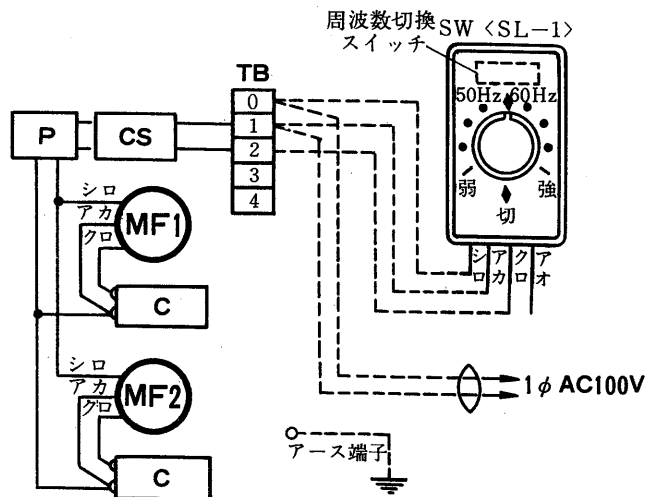 周波数切換
スイッチ
SW〈SL-1〉
50Hz 60Hz
弱
強
切
シロ
アカ
クロ
アオ
TB
0
1
2
3
4
P
CS
シロ
アカ
クロ
MF1
C
シロ
アカ
クロ
MF2
C
1φ AC100V
アース端子